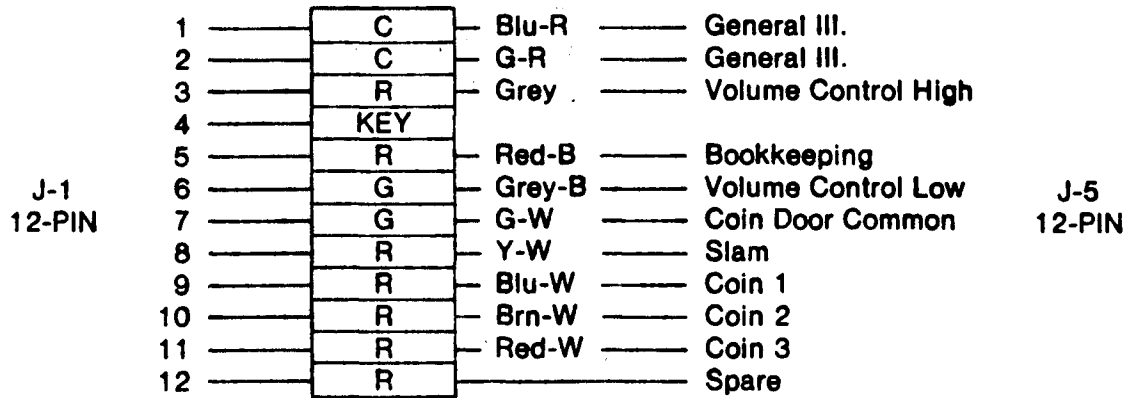 1 C Blu-R General Ill.
2 C G-R General Ill.
3 R Grey Volume Control High
4 KEY
5 R Red-B Bookkeeping
J-1 6 G Grey-B Volume Control Low J-5
12-PIN 7 G G-W Coin Door Common 12-PIN
8 R Y-W Slam
9 R Blu-W Coin 1
10 R Brn-W Coin 2
11 R Red-W Coin 3
12 R Spare